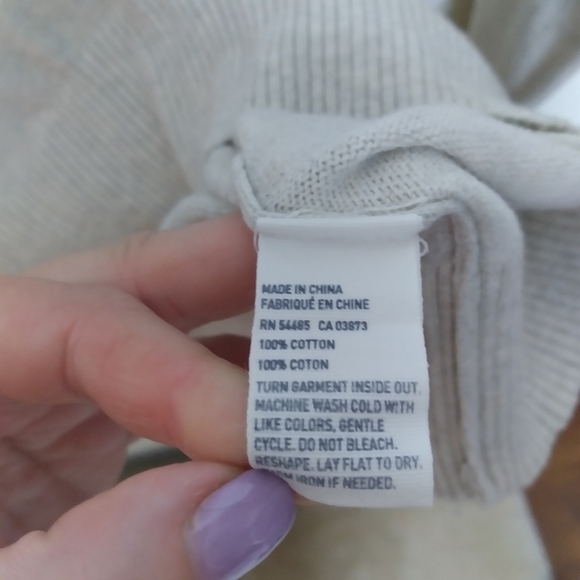 MADE IN CHINA
FABRIQUÉ EN CHINE
RN 54485 CA 03873
100% COTTON
100% COTON
TURN GARMENT INSIDE OUT.
MACHINE WASH COLD WITH
LIKE COLORS, GENTLE
CYCLE. DO NOT BLEACH.
RESHAPE. LAY FLAT TO DRY.
IRON IF NEEDED.